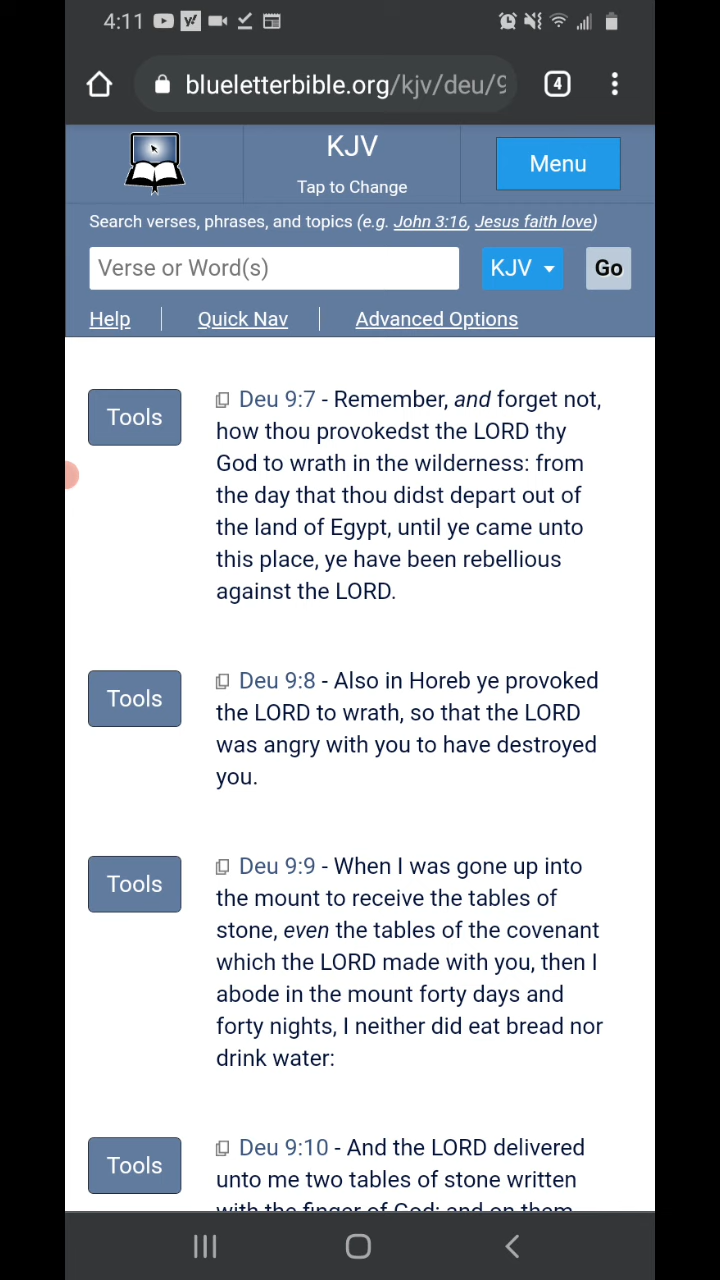 4:11
blueletterbible.org/kjv/deu/9
4
KJV
Tap to Change
Menu
Search verses, phrases, and topics (e.g. John 3:16, Jesus faith love)
Verse or Word(s)
KJV
Go
Help
Quick Nav
Advanced Options
Tools
Deu 9:7 - Remember, and forget not,
how thou provokedst the LORD thy
God to wrath in the wilderness: from
the day that thou didst depart out of
the land of Egypt, until ye came unto
this place, ye have been rebellious
against the LORD.
Tools
Deu 9:8 - Also in Horeb ye provoked
the LORD to wrath, so that the LORD
was angry with you to have destroyed
you.
Tools
Deu 9:9 - When I was gone up into
the mount to receive the tables of
stone, even the tables of the covenant
which the LORD made with you, then I
abode in the mount forty days and
forty nights, I neither did eat bread nor
drink water:
Tools
Deu 9:10 - And the LORD delivered
unto me two tables of stone written
with the finger of God; and on them